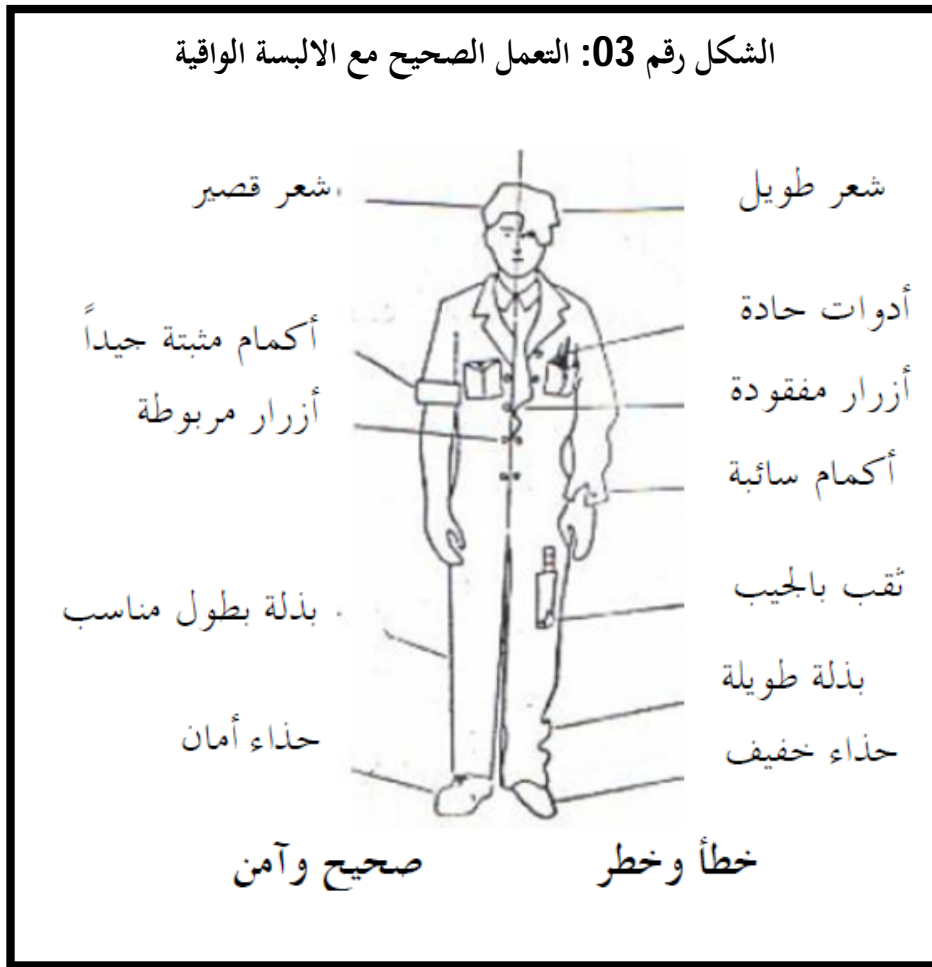 الشكل رقم 03: التعمل الصحيح مع الالبسة الواقية
شعر طويل
شعر قصير
أدوات حادة
أكمام مثبتة جيداً
أزرار مفقودة
أزرار مربوطة
أكمام سائبة
ثقب بالجيب
بذلة بطول مناسب
بذلة طويلة
حذاء خفيف
حذاء أمان
خطأ وخطر
صحيح وآمن